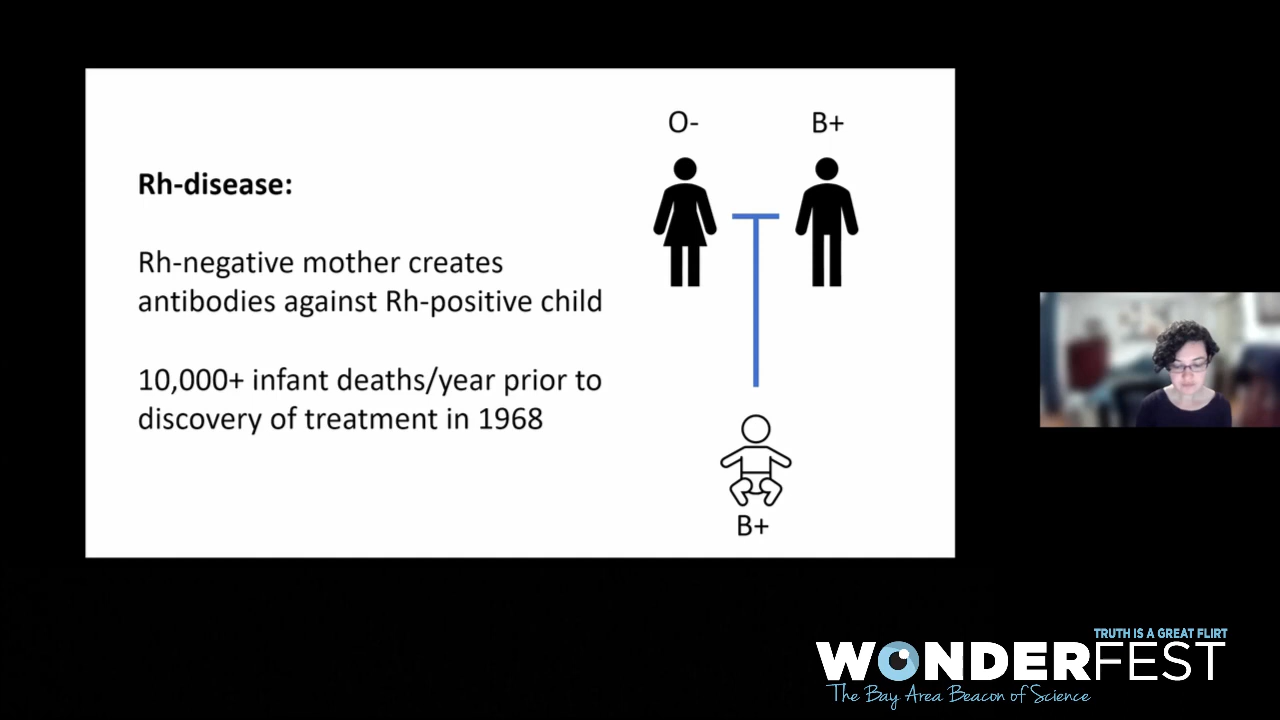 O-
B+
Rh-disease:
Rh-negative mother creates
antibodies against Rh-positive child
10,000+ infant deaths/year prior to
discovery of treatment in 1968
B+
TRUTH IS A GREAT FLIRT
WONDERFEST
The Bay Area Beacon of Science